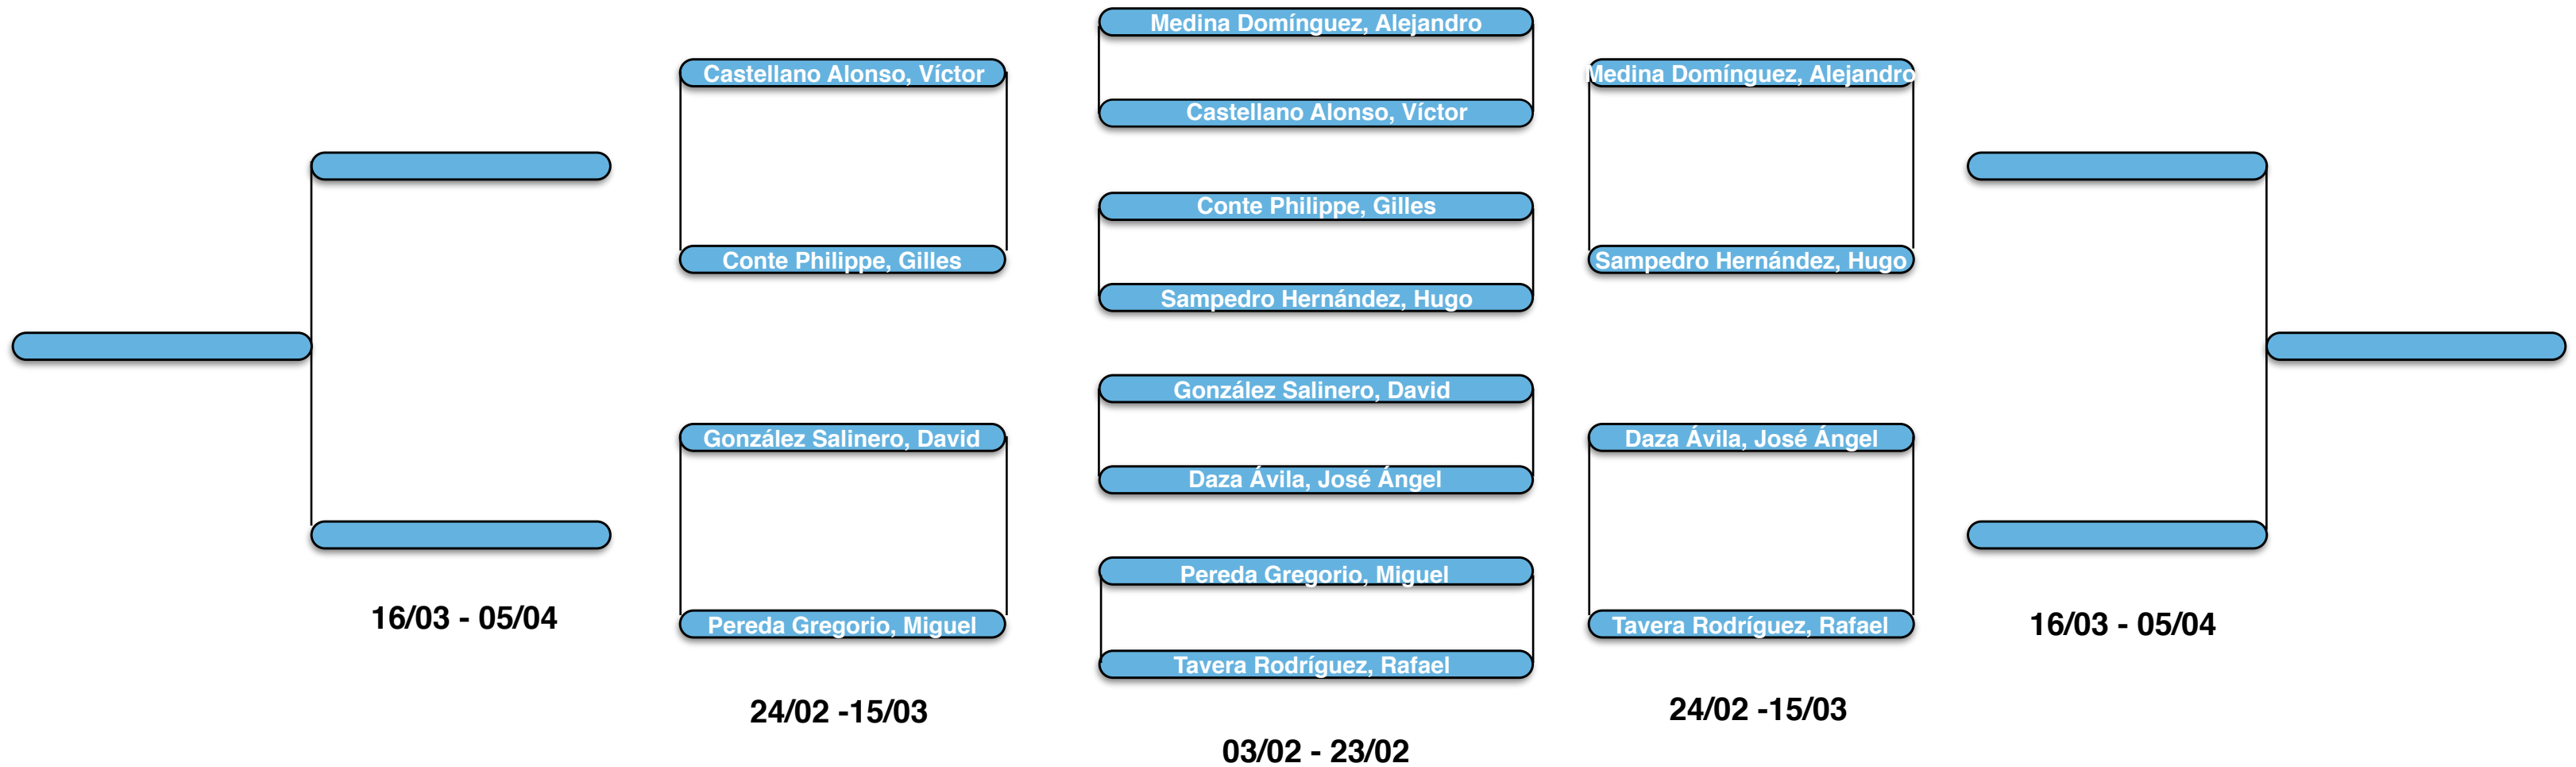 Medina Domínguez, Alejandro
Castellano Alonso, Víctor
Medina Domínguez, Alejandro
Castellano Alonso, Víctor
Conte Philippe, Gilles
Conte Philippe, Gilles
Sampedro Hernández, Hugo
Sampedro Hernández, Hugo
González Salinero, David
González Salinero, David
Daza Ávila, José Ángel
Daza Ávila, José Ángel
Pereda Gregorio, Miguel
Pereda Gregorio, Miguel
Tavera Rodríguez, Rafael
Tavera Rodríguez, Rafael
16/03 - 05/04
16/03 - 05/04
24/02 -15/03
24/02 -15/03
03/02 - 23/02